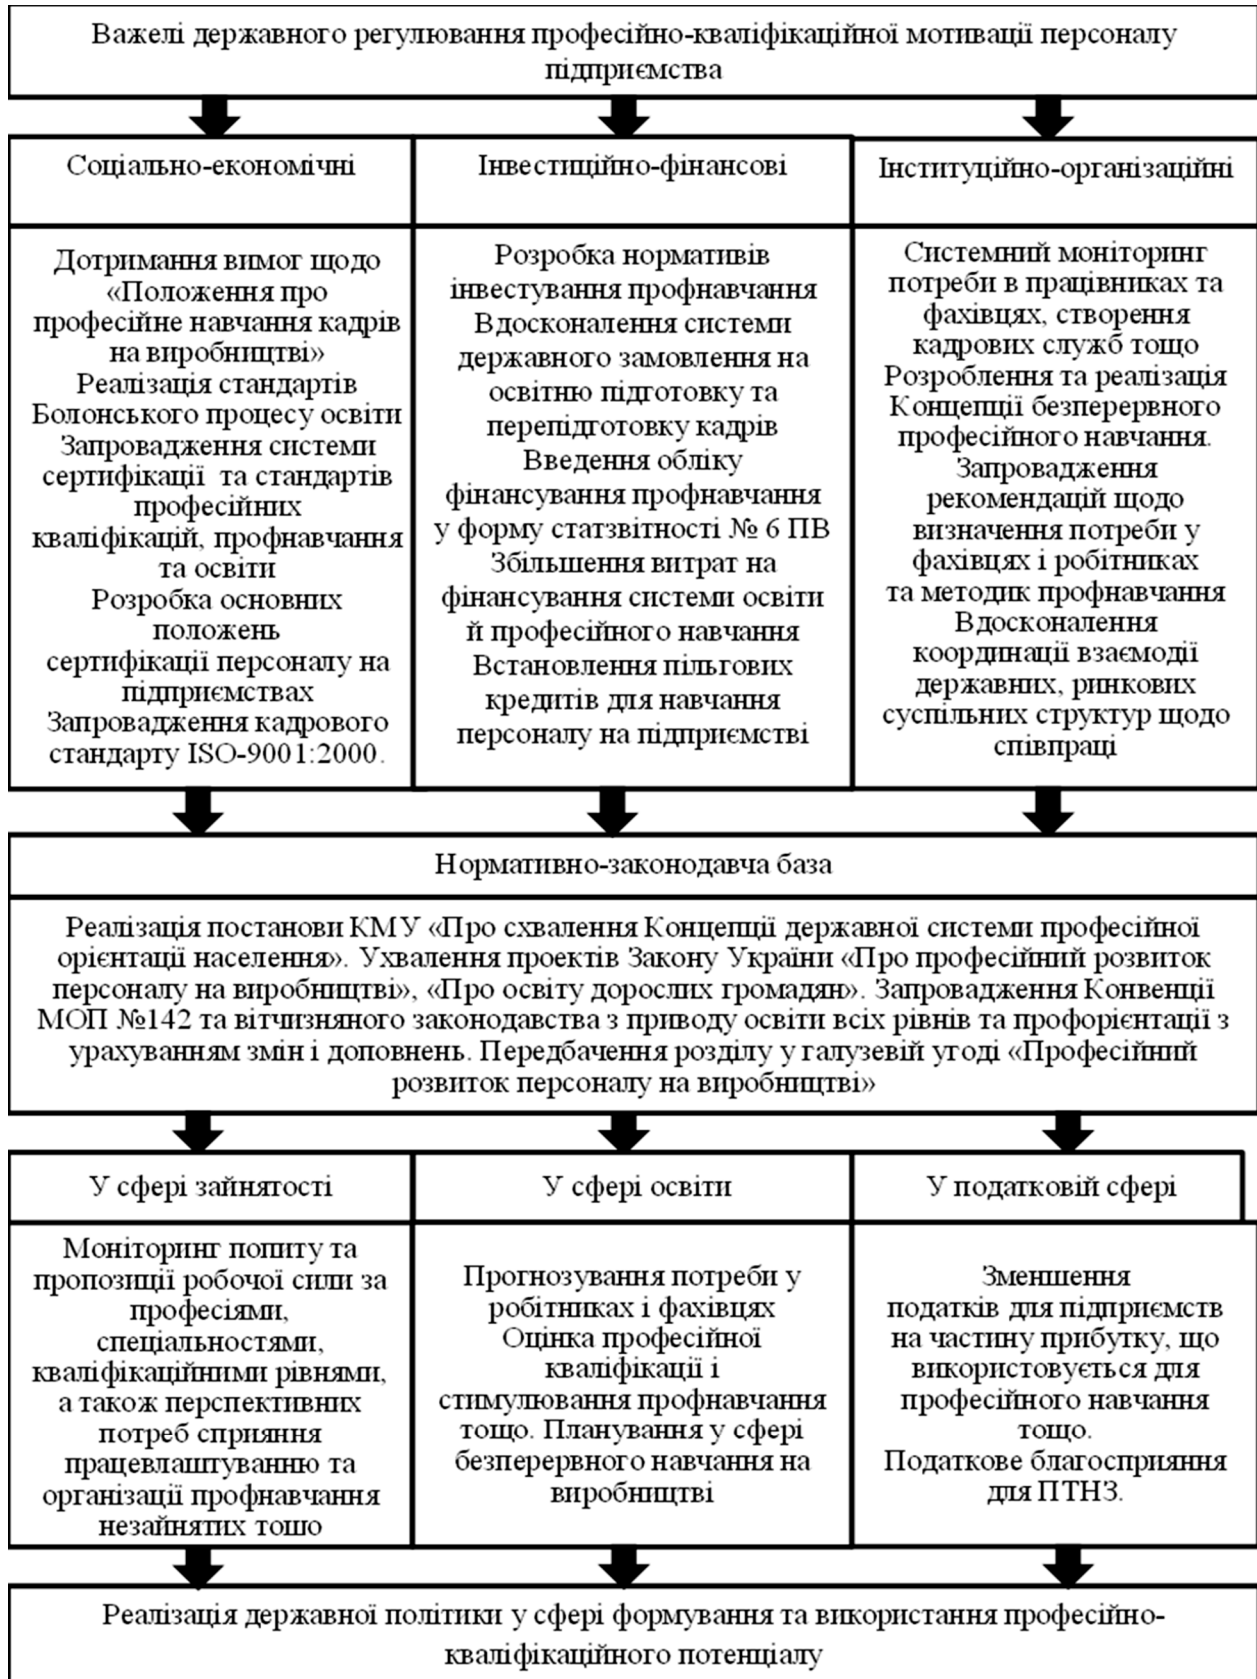 Важелі державного регулювання професійно-кваліфікаційної мотивації персоналу
підприємства
Соціально-економічні
Інвестиційно-фінансові
Інституційно-організаційні
Дотримання вимог щодо
«Положення про
професійне навчання кадрів
на виробництві»
Реалізація стандартів
Болонського процесу освіти
Запровадження системи
сертифікації та стандартів
професійних
кваліфікацій, профнавчання
та освіти
Розробка основних
положень
сертифікації персоналу на
підприємствах
Запровадження кадрового
стандарту ISO-9001:2000.
Розробка нормативів
інвестування профнавчання
Вдосконалення системи
державного замовлення на
освітню підготовку та
перепідготовку кадрів
Введення обліку
фінансування профнавчання
у форму статзвітності № 6 ПВ
Збільшення витрат на
фінансування системи освіти
й професійного навчання
Встановлення пільгових
кредитів для навчання
персоналу на підприємстві
Системний моніторинг
потреби в працівниках та
фахівцях, створення
кадрових служб тощо
Розроблення та реалізація
Концепції безперервного
професійного навчання.
Запровадження
рекомендацій щодо
визначення потреби у
фахівцях і робітниках
та методик профнавчання
Вдосконалення
координації взаємодії
державних, ринкових
суспільних структур щодо
співпраці
Нормативно-законодавча база
Реалізація постанови КМУ «Про схвалення Концепції державної системи професійної
орієнтації населення». Ухвалення проектів Закону України «Про професійний розвиток
персоналу на виробництві», «Про освіту дорослих громадян». Запровадження Конвенції
МОП №142 та вітчизняного законодавства з приводу освіти всіх рівнів та профорієнтації з
урахуванням змін і доповнень. Передбачення розділу у галузевій угоді «Професійний
розвиток персоналу на виробництві»
У сфері зайнятості
У сфері освіти
У податковій сфері
Моніторинг попиту та
пропозиції робочої сили за
професіями,
спеціальностями,
кваліфікаційними рівнями,
а також перспективних
потреб сприяння
працевлаштуванню та
організації профнавчання
незайнятих тошо
Прогнозування потреби у
робітниках і фахівцях
Оцінка професійної
кваліфікації і
стимулювання профнавчання
тощо. Планування у сфері
безперервного навчання на
виробництві
Зменшення
податків для підприємств
на частину прибутку, що
використовується для
професійного навчання
тощо.
Податкове благосприяння
для ПТНЗ.
Реалізація державної політики у сфері формування та використання професійно-
кваліфікаційного потенціалу